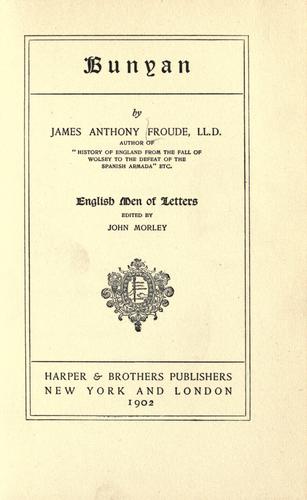 Bunyan
by
JAMES ANTHONY FROUDE, LL.D.
AUTHOR OF
"HISTORY OF ENGLAND FROM THE FALL OF
WOLSEY TO THE DEFEAT OF THE
SPANISH ARMADA" ETC.
English Men of Letters
EDITED BY
JOHN MORLEY
HARPER & BROTHERS PUBLISHERS
NEW YORK AND LONDON
1902